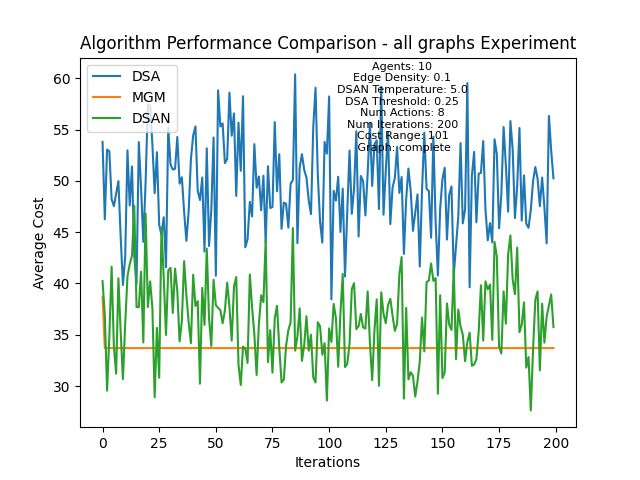 Algorithm Performance Comparison - all graphs Experiment
DSA
MGM
DSAN
Agents: 10
Edge Density: 0.1
DSAN Temperature: 5.0
DSA Threshold: 0.25
Num Actions: 8
Num Iterations: 200
Cost Range: 101
Graph: complete
Average Cost
60
55
50
45
40
35
30
0
25
50
75
100
125
150
175
200
Iterations